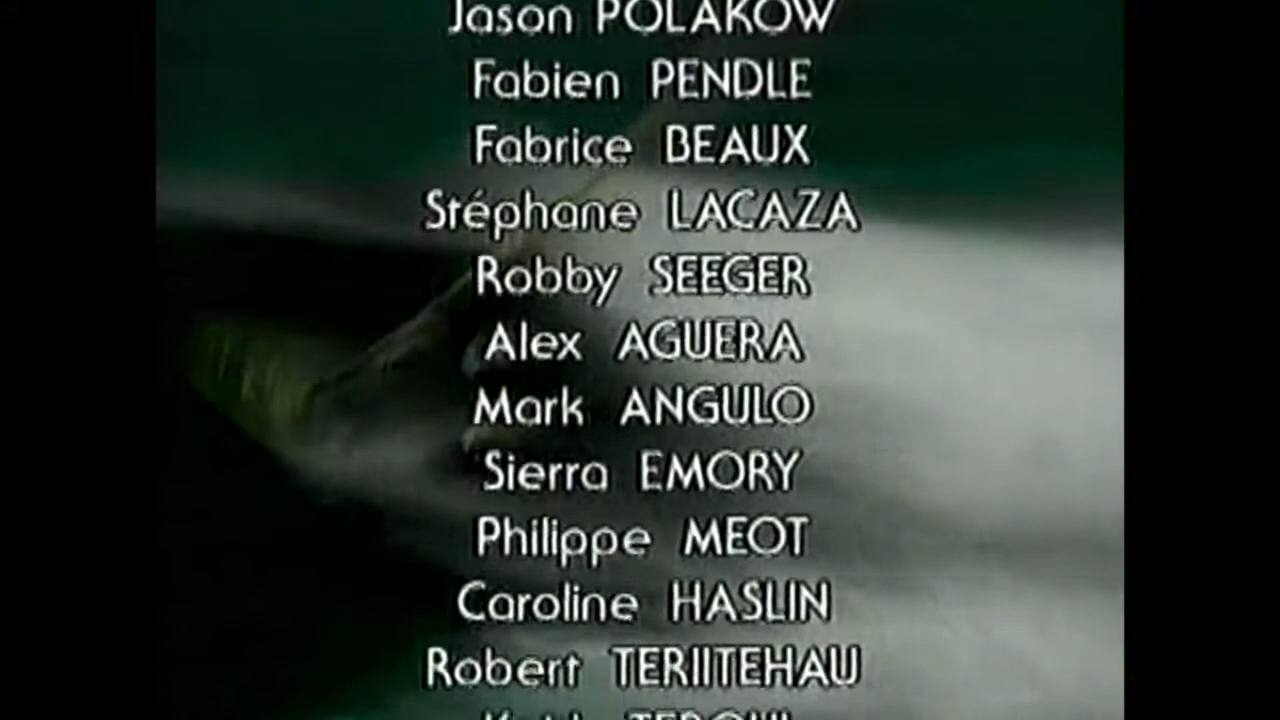 Jason POLAKOW
Fabien PENDLE
Fabrice BEAUX
Stéphane LACAZA
Robby SEEGER
Alex AGUERA
Mark ANGULO
Sierra EMORY
Philippe MEOT
Caroline HASLIN
Robert TERIITEHAU